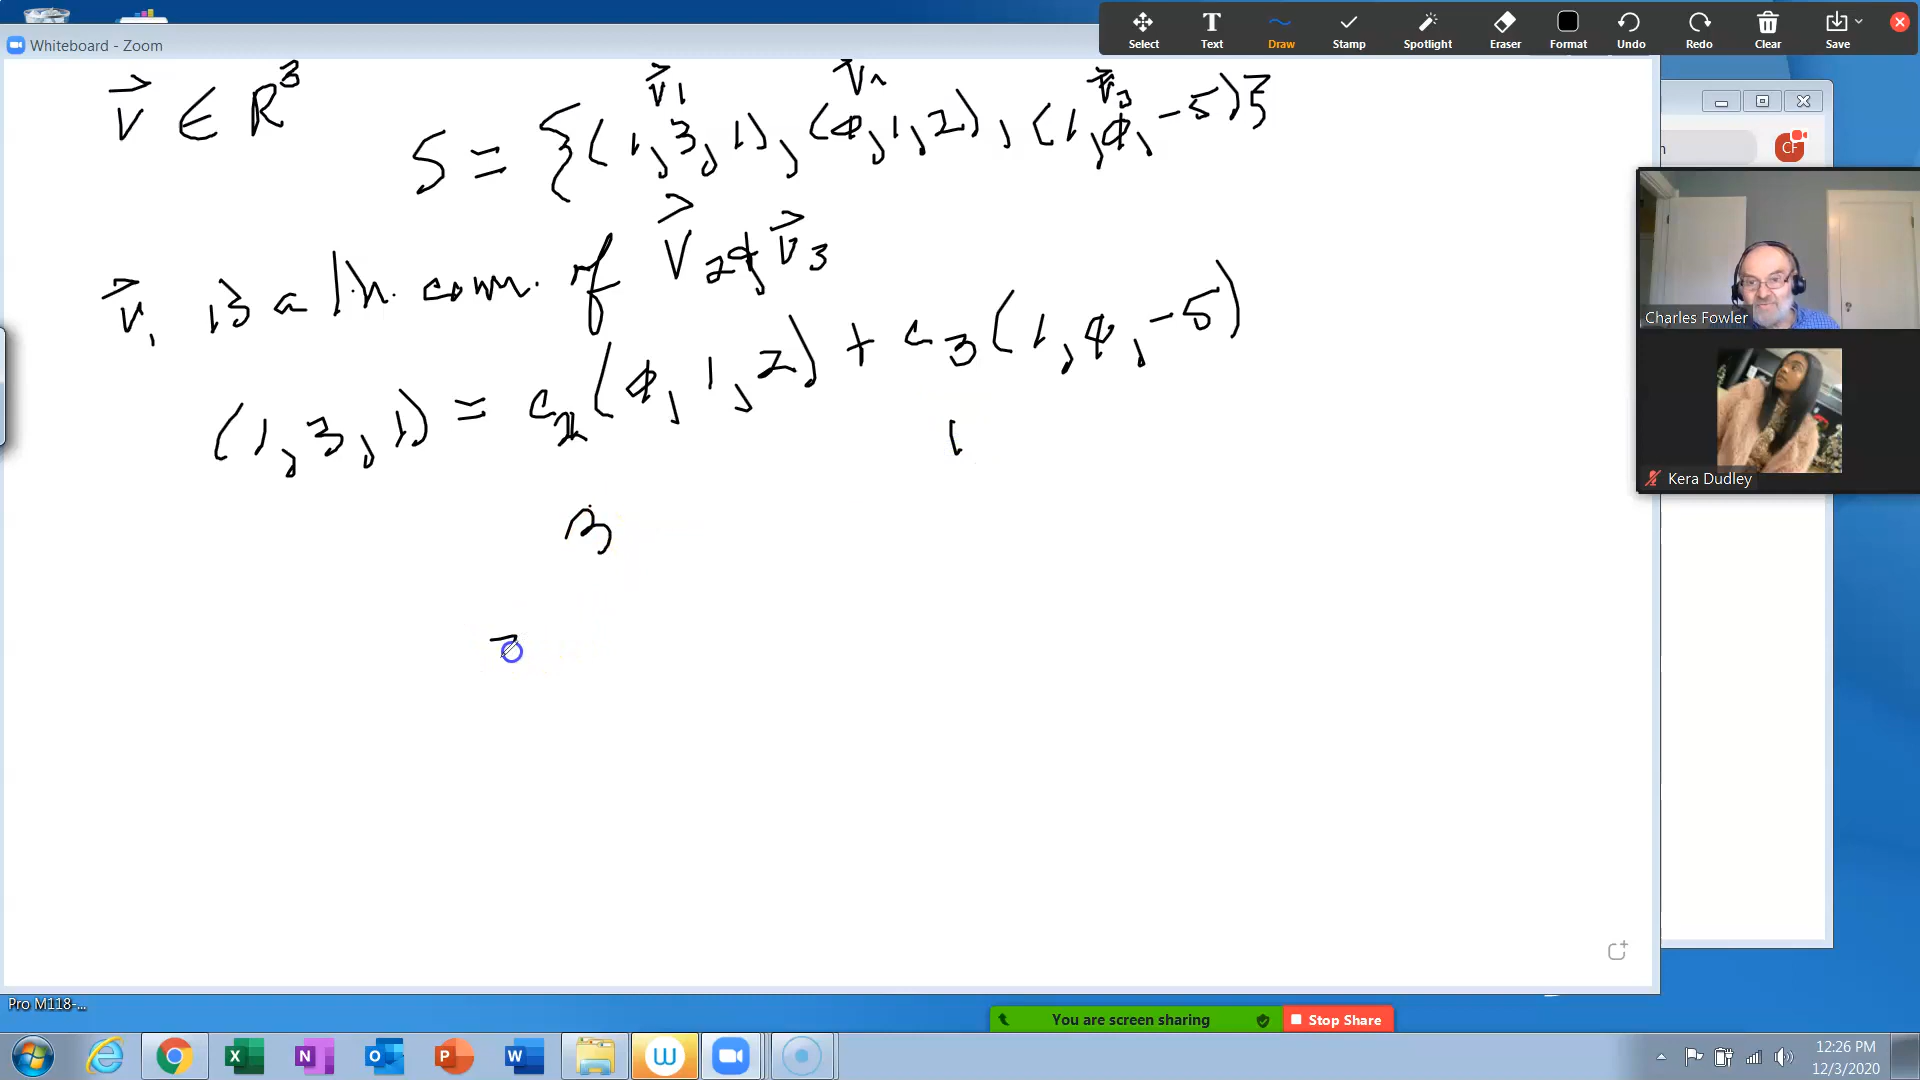 Select Text Draw Stamp Spotlight Eraser Format Undo Redo Clear Save
Whiteboard - Zoom
v⃗ ∈ R³
v⃗1 v⃗2 v⃗3
S = {(1,3,1), (0,1,2), (1,0,-5)}
v⃗1 is a lin. com. of v⃗2 & v⃗3
(1,3,1) = c2(0,1,2) + c3(1,0,-5)
1
3
CF
Charles Fowler
Kera Dudley
Pro M118-...
You are screen sharing
Stop Share
12:26 PM
12/3/2020